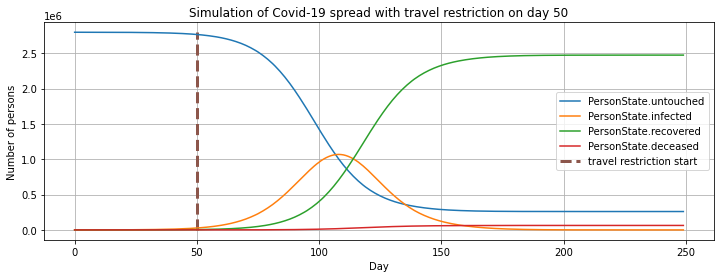 Simulation of Covid-19 spread with travel restriction on day 50
1e6
2.5
2.0
1.5
1.0
0.5
0.0
Number of persons
PersonState.untouched
PersonState.infected
PersonState.recovered
PersonState.deceased
travel restriction start
0
50
100
150
200
250
Day